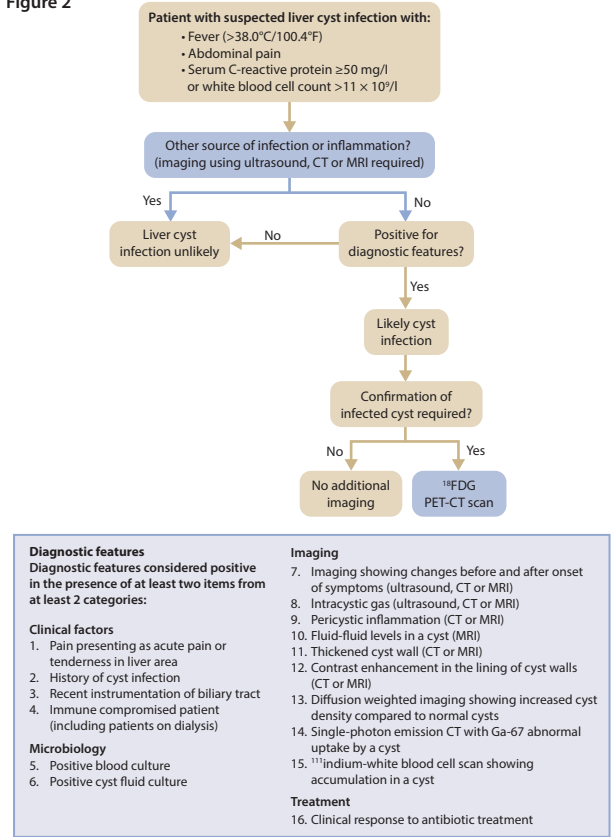 Figure 2
Patient with suspected liver cyst infection with:
• Fever (>38.0°C/100.4°F)
• Abdominal pain
• Serum C-reactive protein ≥50 mg/l
or white blood cell count >11 × 10⁹/l
Other source of infection or inflammation?
(imaging using ultrasound, CT or MRI required)
Yes
No
Liver cyst
infection unlikely
No
Positive for
diagnostic features?
Yes
Likely cyst
infection
Confirmation of
infected cyst required?
No
Yes
No additional
imaging
¹⁸FDG
PET-CT scan
Diagnostic features
Diagnostic features considered positive
in the presence of at least two items from
at least 2 categories:
Clinical factors
1. Pain presenting as acute pain or
tenderness in liver area
2. History of cyst infection
3. Recent instrumentation of biliary tract
4. Immune compromised patient
(including patients on dialysis)
Microbiology
5. Positive blood culture
6. Positive cyst fluid culture
Imaging
7. Imaging showing changes before and after onset
of symptoms (ultrasound, CT or MRI)
8. Intracystic gas (ultrasound, CT or MRI)
9. Pericystic inflammation (CT or MRI)
10. Fluid-fluid levels in a cyst (MRI)
11. Thickened cyst wall (CT or MRI)
12. Contrast enhancement in the lining of cyst walls
(CT or MRI)
13. Diffusion weighted imaging showing increased cyst
density compared to normal cysts
14. Single-photon emission CT with Ga-67 abnormal
uptake by a cyst
15. ¹¹¹indium-white blood cell scan showing
accumulation in a cyst
Treatment
16. Clinical response to antibiotic treatment